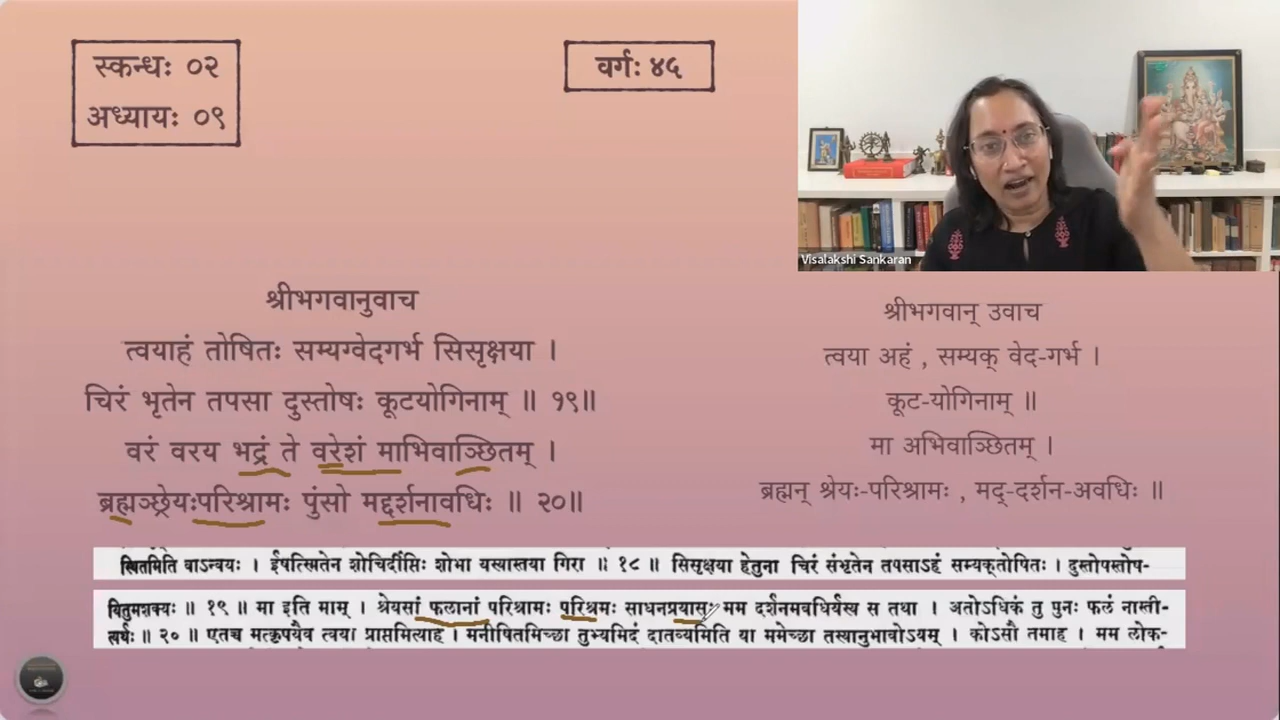 स्कन्धः ०२
अध्यायः ०९
वर्गः ४५
Visalakshi Sankaran
श्रीभगवानुवाच
त्वयाहं तोषितः सम्यग्वेदगर्भ सिसृक्षया ।
चिरं भृतेन तपसा दुस्तोषः कूटयोगिनाम् ॥ १९॥
वरं वरय भद्रं ते वरेशं माभिवाञ्छितम् ।
ब्रह्मञ्छ्रेयःपरिश्रामः पुंसो मद्दर्शनावधिः ॥ २०॥
श्रीभगवान् उवाच
त्वया अहं , सम्यक् वेद-गर्भ ।
कूट-योगिनाम् ॥
मा अभिवाञ्छितम् ।
ब्रह्मन् श्रेयः-परिश्रामः , मद्-दर्शन-अवधिः ॥
स्थितमिति वाऽन्वयः । ईषत्स्मितेन शोचिर्दीप्तिः शोभा यस्यास्तया गिरा ॥ १८ ॥ सिसृक्षया हेतुना चिरं संभृतेन तपसाऽहं सम्यक्तोषितः । दुस्तोषस्तोष-
यितुमशक्यः ॥ १९ ॥ मा इति माम् । श्रेयसां फलानां परिश्रामः परिश्रमः साधनप्रयासः मम दर्शनमवधिर्यस्य स तथा । अतोऽधिकं तु पुनः फलं नास्ती-
त्यर्थः ॥ २० ॥ एतच्च मत्कृपयैव त्वया प्राप्तमित्याह । मनीषितमिच्छा तुभ्यमिदं दातव्यमिति या ममेच्छा तस्यानुभावोऽयम् । कोऽसौ तमाह । मम लोक-